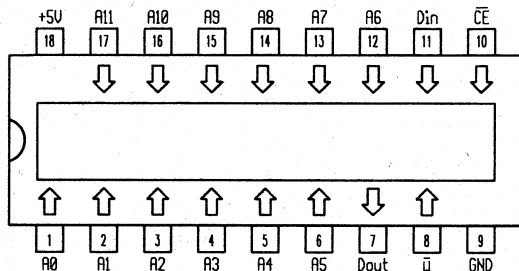 +5V A11 A10 A9 A8 A7 A6 Din C̅E̅
18 17 16 15 14 13 12 11 10
1 2 3 4 5 6 7 8 9
A0 A1 A2 A3 A4 A5 Dout u̅ GND